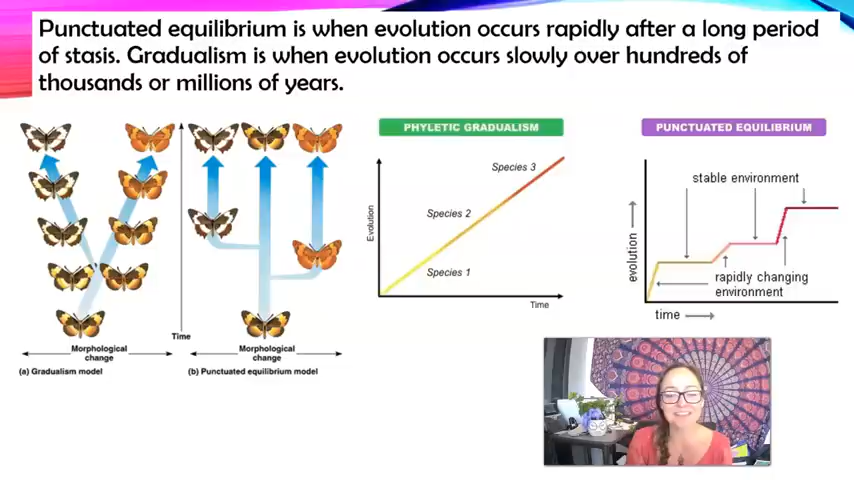 Punctuated equilibrium is when evolution occurs rapidly after a long period
of stasis. Gradualism is when evolution occurs slowly over hundreds of
thousands or millions of years.
Time
Morphological
change
(a) Gradualism model
Morphological
change
(b) Punctuated equilibrium model
PHYLETIC GRADUALISM
Evolution
Species 3
Species 2
Species 1
Time
PUNCTUATED EQUILIBRIUM
evolution
stable environment
rapidly changing
environment
time